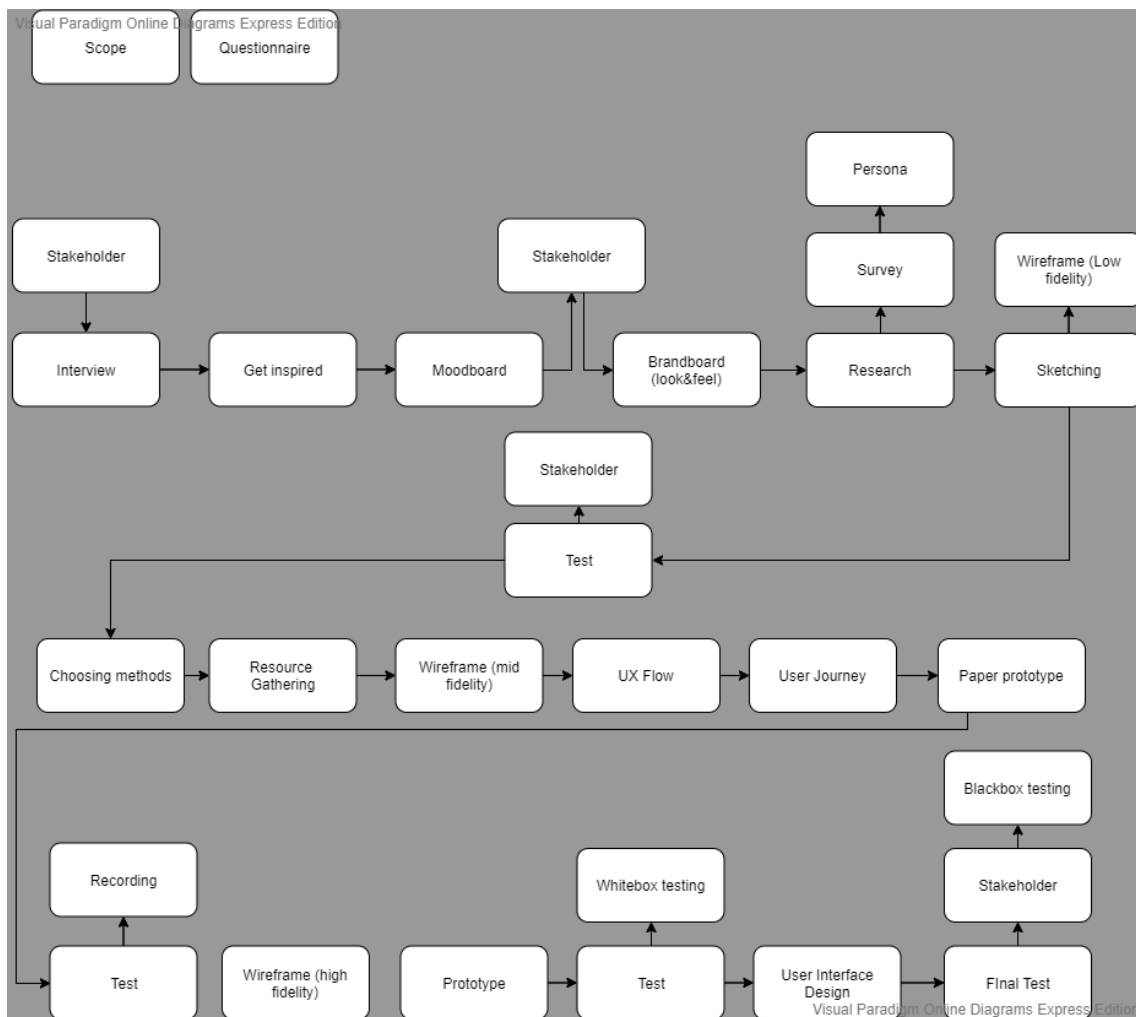 Visual Paradigm Online Diagrams Express Edition
Scope
Questionnaire
Persona
Stakeholder
Stakeholder
Survey
Wireframe (Low
fidelity)
Interview
Get inspired
Moodboard
Brandboard
(look&feel)
Research
Sketching
Stakeholder
Test
Choosing methods
Resource
Gathering
Wireframe (mid
fidelity)
UX Flow
User Journey
Paper prototype
Blackbox testing
Recording
Whitebox testing
Stakeholder
Test
Wireframe (high
fidelity)
Prototype
Test
User Interface
Design
FInal Test
Visual Paradigm Online Diagrams Express Edition